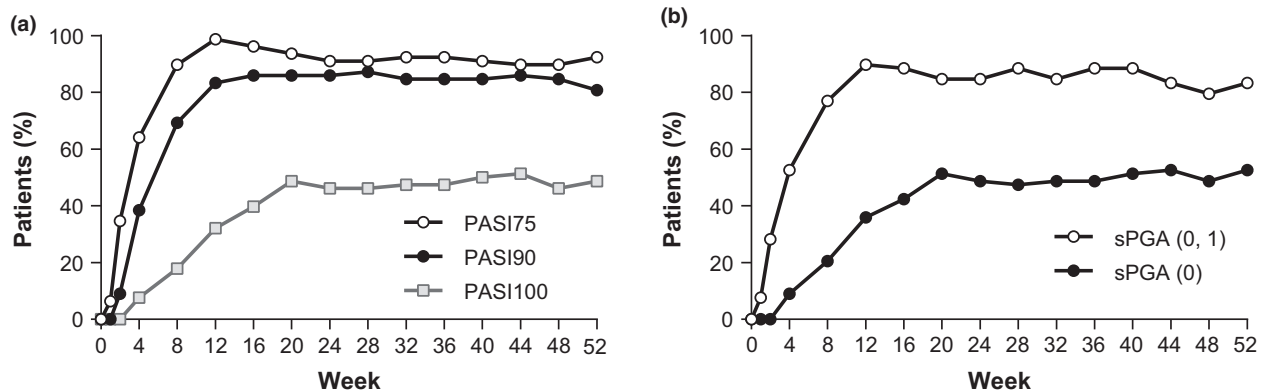 (a)
100
80
60
40
20
0
Patients (%)
PASI75
PASI90
PASI100
0 4 8 12 16 20 24 28 32 36 40 44 48 52
Week
(b)
100
80
60
40
20
0
Patients (%)
sPGA (0, 1)
sPGA (0)
0 4 8 12 16 20 24 28 32 36 40 44 48 52
Week